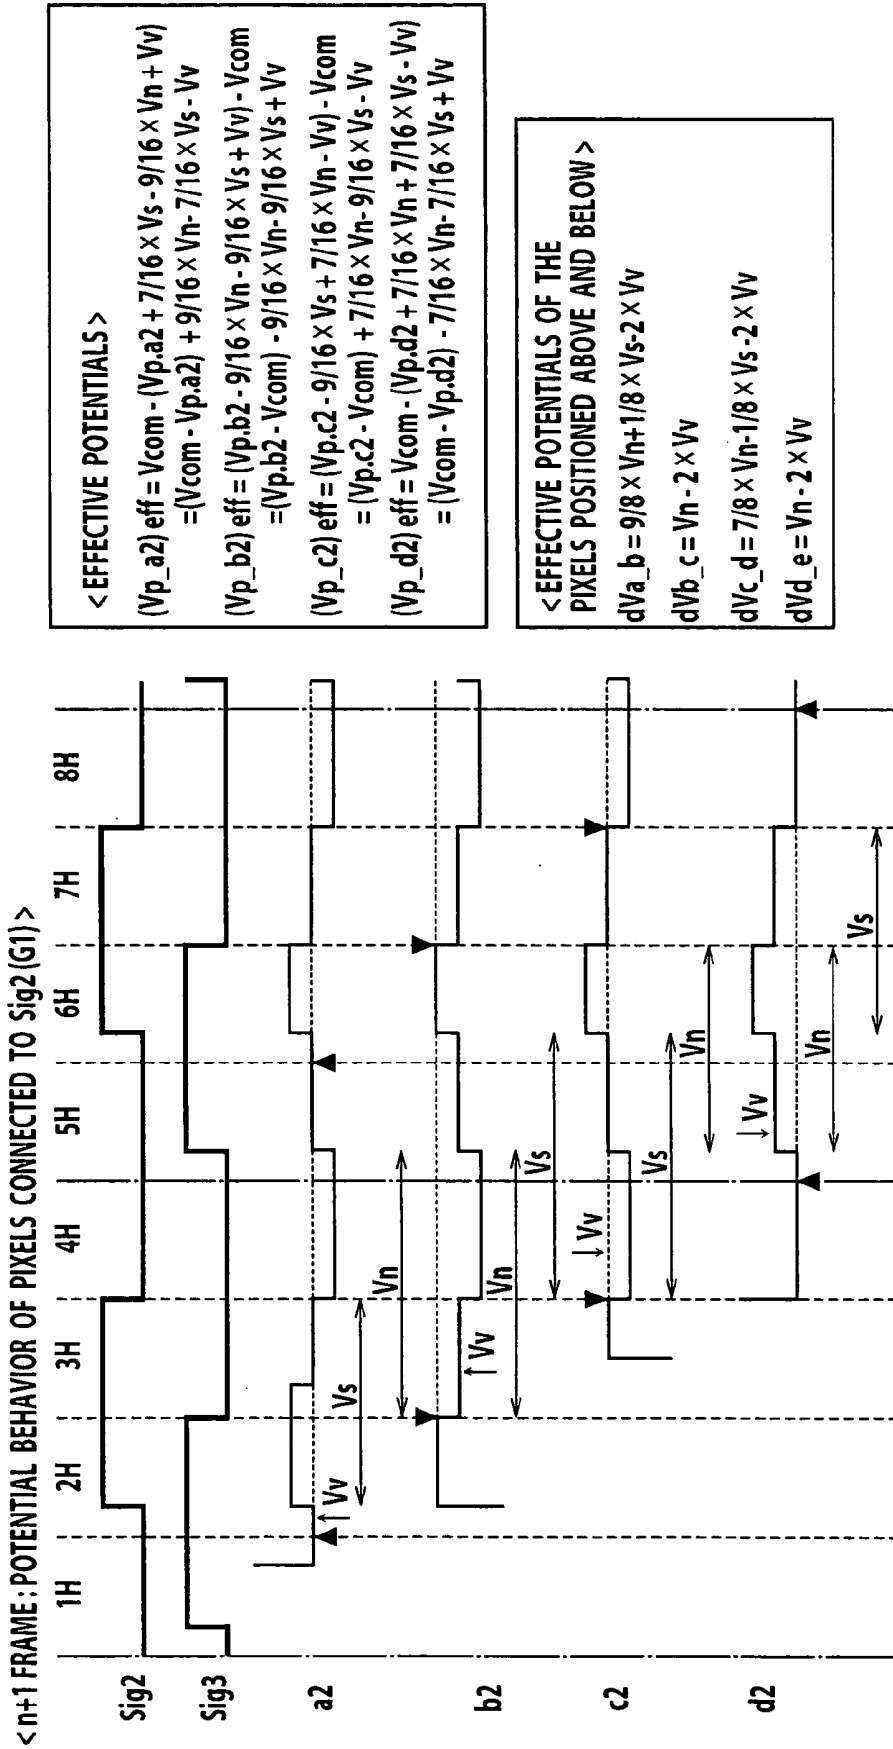 <n+1 FRAME : POTENTIAL BEHAVIOR OF PIXELS CONNECTED TO Sig2 (G1)>
1H 2H 3H 4H 5H 6H 7H 8H
Sig2
Sig3
a2
Vv
Vs
Vn
b2
Vv
Vn
Vs
c2
Vv
Vv
Vs
Vn
d2
Vv
Vn
Vs
<EFFECTIVE POTENTIALS>
(Vp_a2) eff = Vcom - (Vp.a2 + 7/16 × Vs - 9/16 × Vn + Vv)
=(Vcom - Vp.a2) + 9/16 × Vn- 7/16 × Vs - Vv
(Vp_b2) eff = (Vp.b2 - 9/16 × Vn - 9/16 × Vs + Vv) - Vcom
=(Vp.b2 - Vcom) - 9/16 × Vn- 9/16 × Vs + Vv
(Vp_c2) eff = (Vp.c2 - 9/16 × Vs + 7/16 × Vn - Vv) - Vcom
= (Vp.c2 - Vcom) + 7/16 × Vn- 9/16 × Vs - Vv
(Vp_d2) eff = Vcom - (Vp.d2 + 7/16 × Vn + 7/16 × Vs - Vv)
= (Vcom - Vp.d2) - 7/16 × Vn- 7/16 × Vs + Vv
<EFFECTIVE POTENTIALS OF THE
PIXELS POSITIONED ABOVE AND BELOW>
dVa_b = 9/8 × Vn+1/8 × Vs-2 × Vv
dVb_c = Vn - 2 × Vv
dVc_d = 7/8 × Vn-1/8 × Vs -2 × Vv
dVd_e = Vn - 2 × Vv